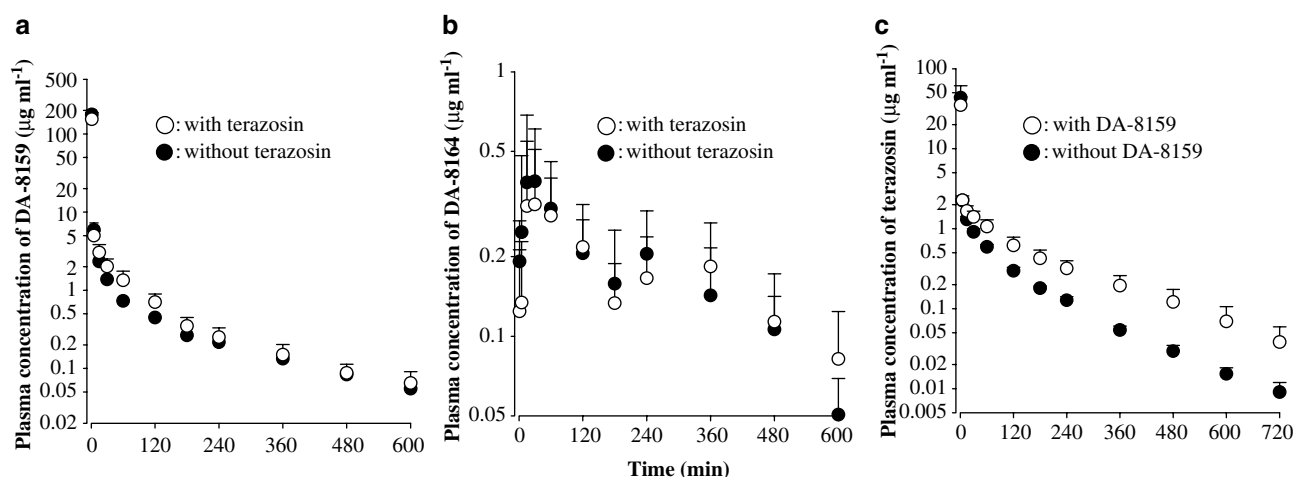 a
Plasma concentration of DA-8159 (µg ml⁻¹)
500
200
100
50
20
10
5
2
1
0.5
0.2
0.1
0.05
0.02
○: with terazosin
●: without terazosin
0 120 240 360 480 600
b
Plasma concentration of DA-8164 (µg ml⁻¹)
1
0.5
0.2
0.1
0.05
○: with terazosin
●: without terazosin
0 120 240 360 480 600
Time (min)
c
Plasma concentration of terazosin (µg ml⁻¹)
100
50
20
10
5
2
1
0.5
0.2
0.1
0.05
0.02
0.01
0.005
○: with DA-8159
●: without DA-8159
0 120 240 360 480 600 720